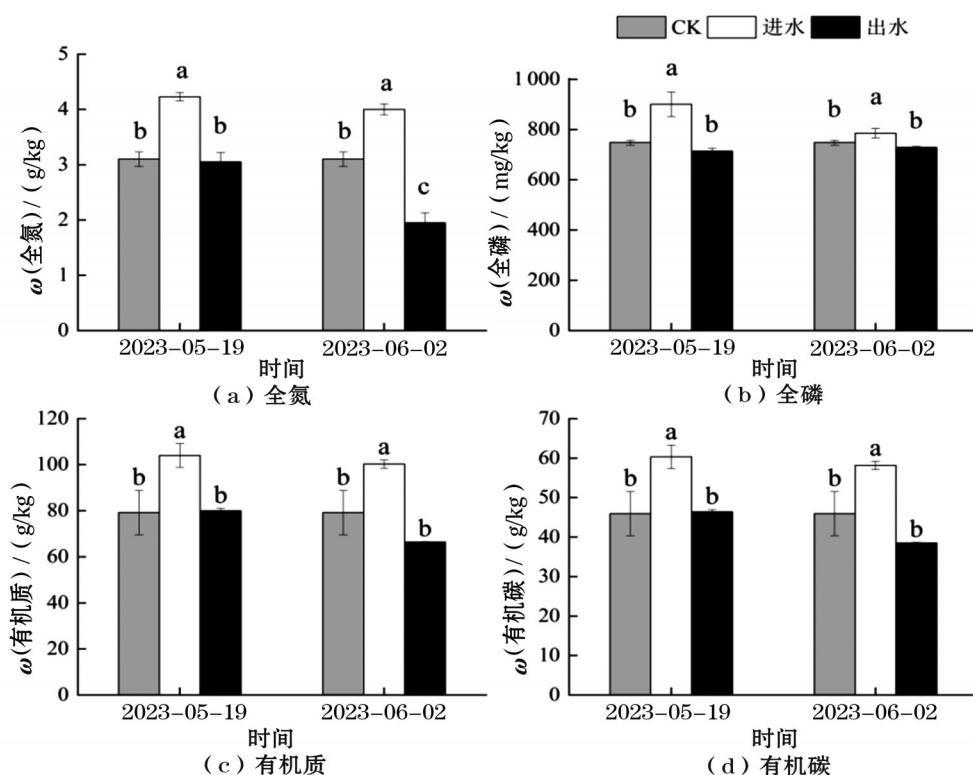 CK 进水 出水
ω(全氮)/(g/kg)
5
4
3
2
1
0
b a b
b a c
2023-05-19 2023-06-02
时间
(a)全氮
ω(全磷)/(mg/kg)
1 000
800
600
400
200
0
b a b
b a b
2023-05-19 2023-06-02
时间
(b)全磷
ω(有机质)/(g/kg)
120
100
80
60
40
20
0
b a b
b a b
2023-05-19 2023-06-02
时间
(c)有机质
ω(有机碳)/(g/kg)
70
60
50
40
30
20
10
0
b a b
b a b
2023-05-19 2023-06-02
时间
(d)有机碳